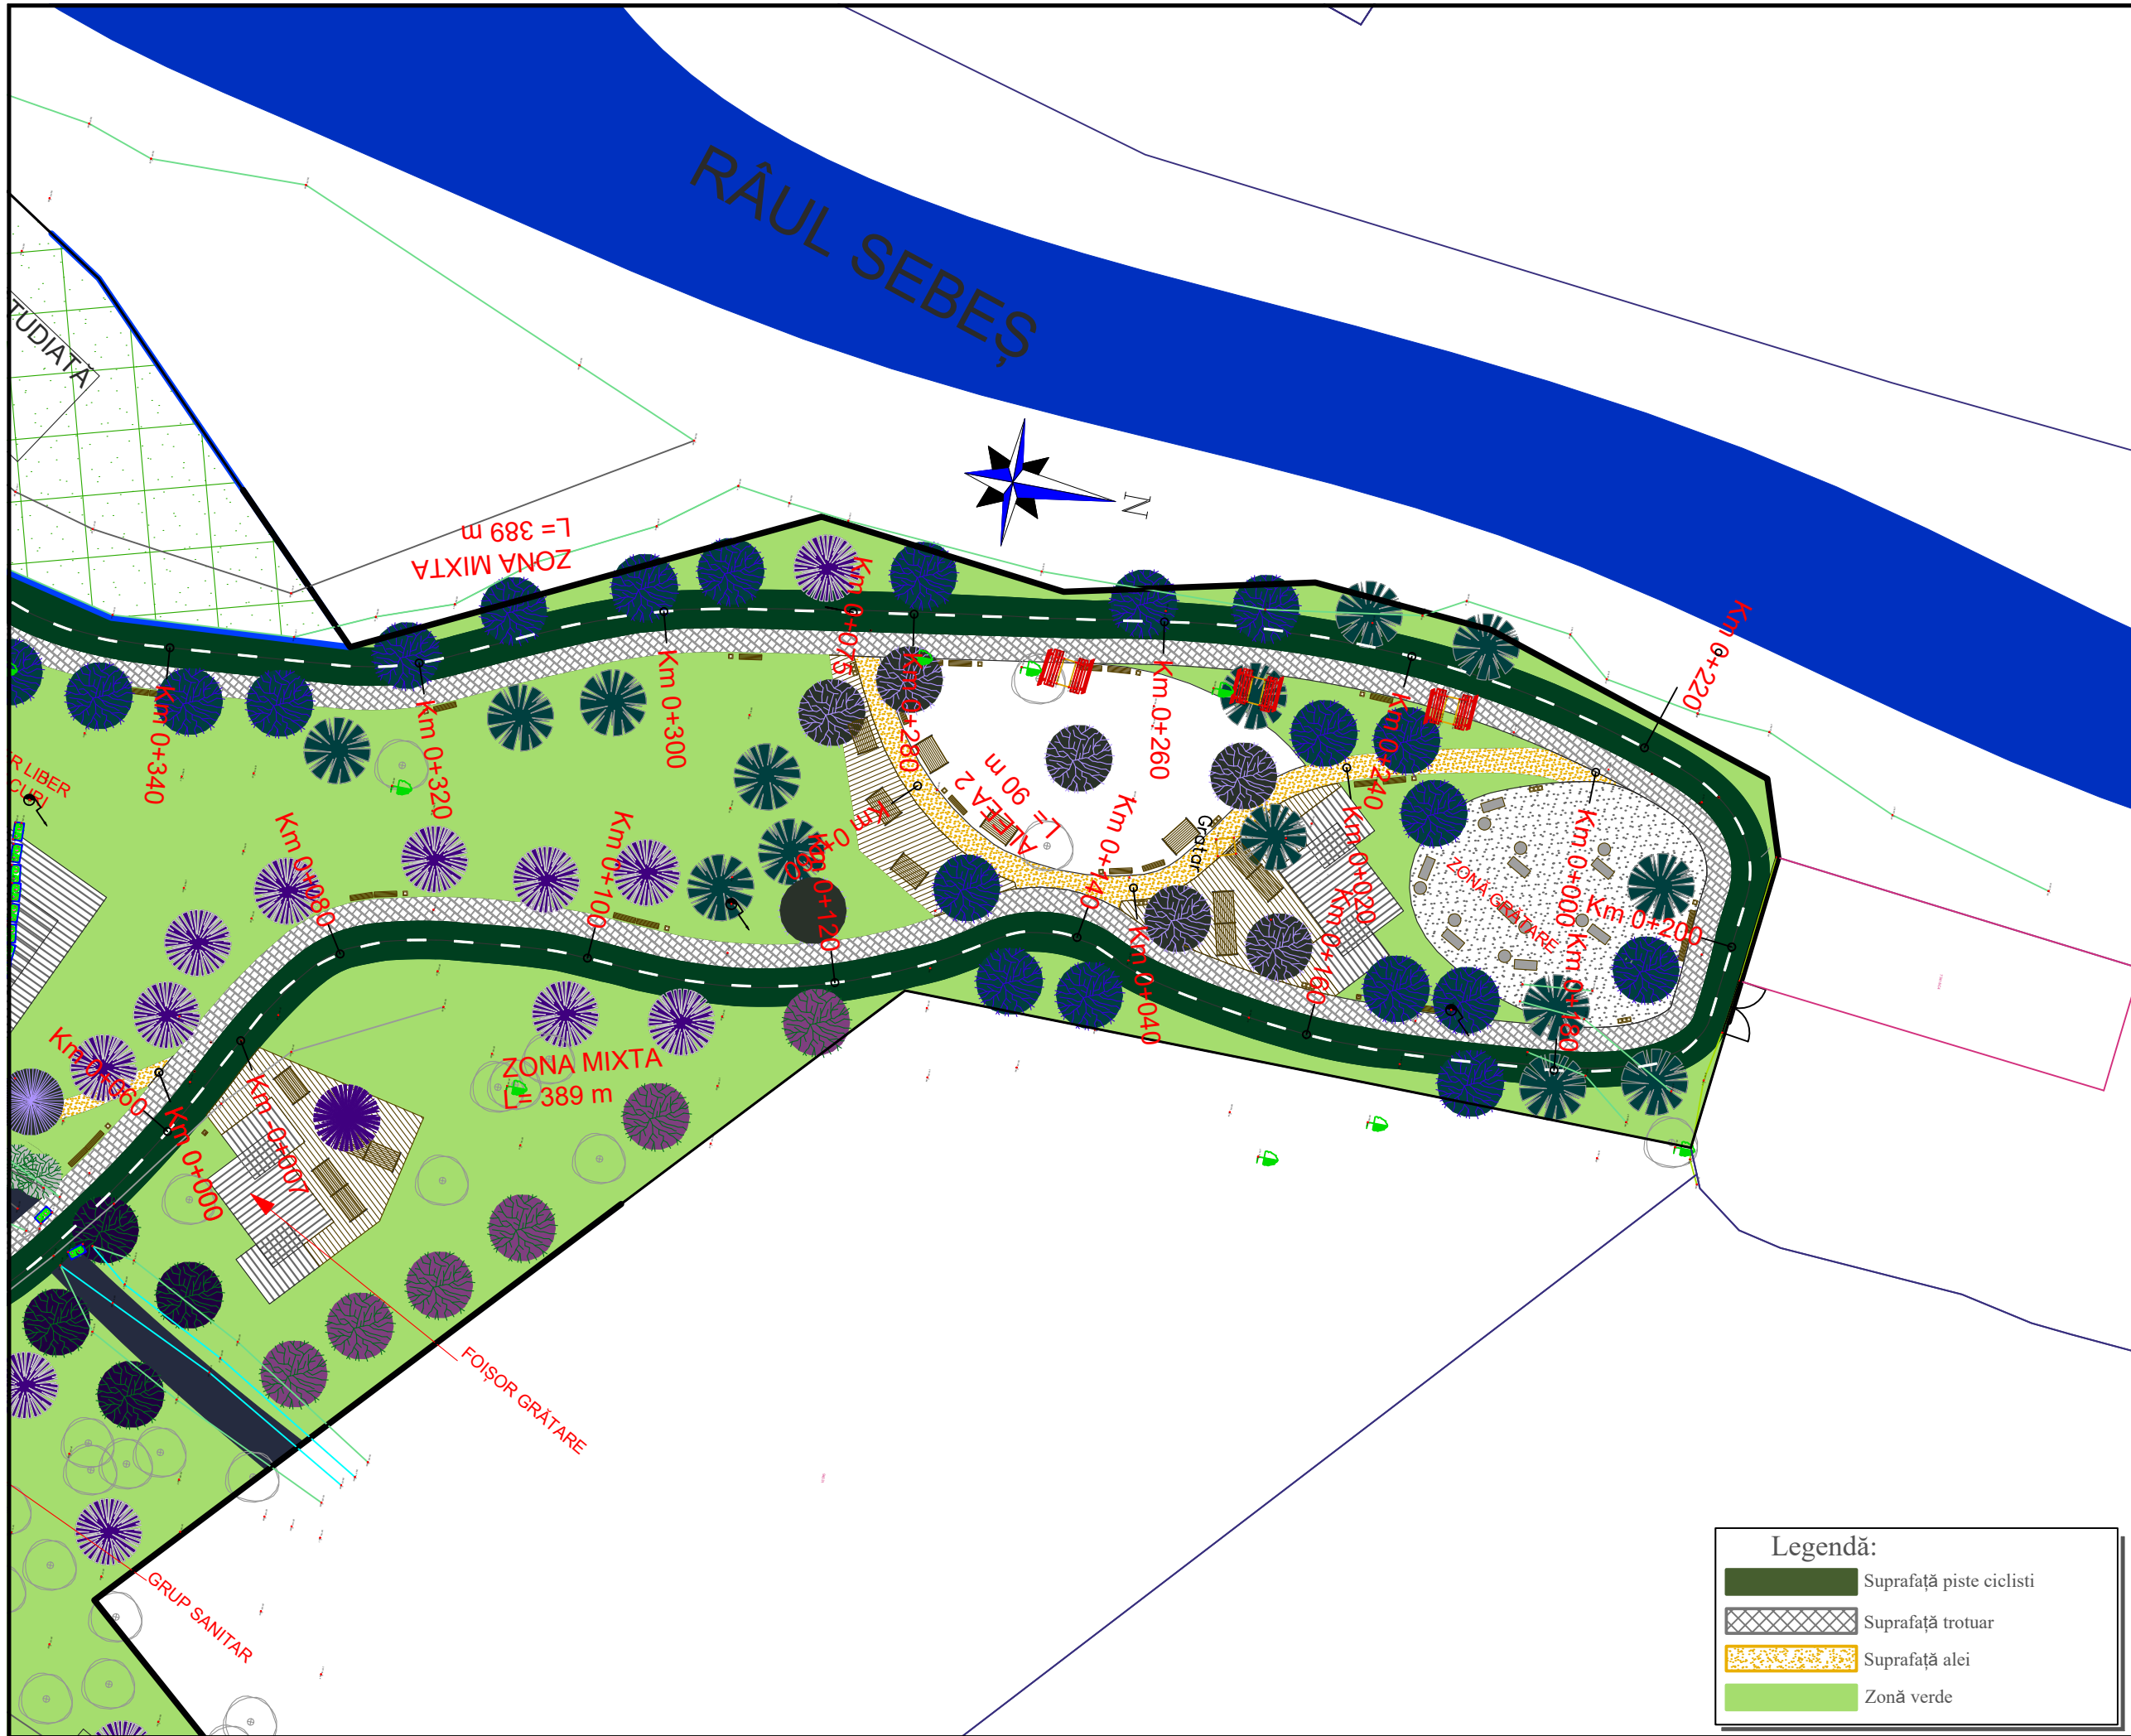 RÂUL SEBEȘ
TUDIATĂ
N
ZONA MIXTA
L= 389 m
Km 0+075
Km 0+220
Km 0+340
Km 0+320
Km 0+300
Km 0+280
Km 0+260
Km 0+240
R LIBER
CURI
ALEEA 2
L= 90 m
Km 0+080
Km 0+100
Km 0+120
Km 0+140
Grătar
Km 0+020
Km 0+000
ZONĂ GRĂTARE
Km 0+200
Km 0+040
Km 0+160
Km 0+180
Km 0+060
Km 0+000
Km -0+007
ZONA MIXTA
L= 389 m
FOIȘOR GRĂTARE
GRUP SANITAR
Legendă:
Suprafață piste ciclisti
Suprafață trotuar
Suprafață alei
Zonă verde